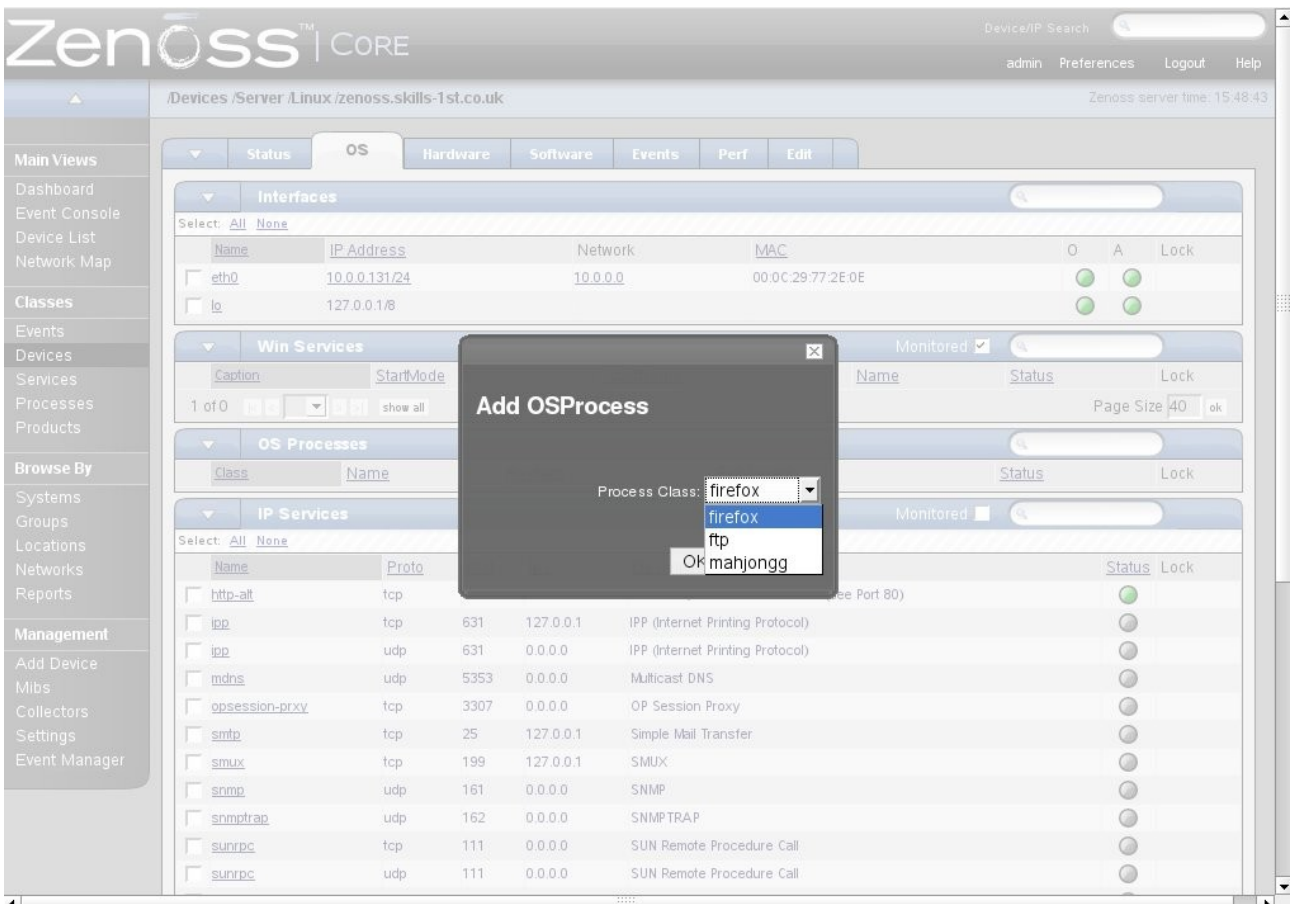 Zenoss™ | CORE
Device/IP Search
admin Preferences Logout Help
/Devices /Server /Linux /zenoss.skills-1st.co.uk
Zenoss server time: 15:48:43
Main Views
Dashboard
Event Console
Device List
Network Map
Classes
Events
Devices
Services
Processes
Products
Browse By
Systems
Groups
Locations
Networks
Reports
Management
Add Device
Mibs
Collectors
Settings
Event Manager
Status OS Hardware Software Events Perf Edit
Interfaces
Select: All None
Name IP Address Network MAC O A Lock
eth0 10.0.0.131/24 10.0.0.0 00:0C:29:77:2E:0E
lo 127.0.0.1/8
Win Services Monitored
Caption StartMode Name Status Lock
1 of 0 show all Page Size 40 ok
OS Processes
Class Name Status Lock
IP Services Monitored
Select: All None
Name Proto Status Lock
http-alt tcp ee Port 80)
ipp tcp 631 127.0.0.1 IPP (Internet Printing Protocol)
ipp udp 631 0.0.0.0 IPP (Internet Printing Protocol)
mdns udp 5353 0.0.0.0 Multicast DNS
opsession-prxy tcp 3307 0.0.0.0 OP Session Proxy
smtp tcp 25 127.0.0.1 Simple Mail Transfer
smux tcp 199 127.0.0.1 SMUX
snmp udp 161 0.0.0.0 SNMP
snmptrap udp 162 0.0.0.0 SNMPTRAP
sunrpc tcp 111 0.0.0.0 SUN Remote Procedure Call
sunrpc udp 111 0.0.0.0 SUN Remote Procedure Call
Add OSProcess
Process Class: firefox
firefox
ftp
mahjongg
OK